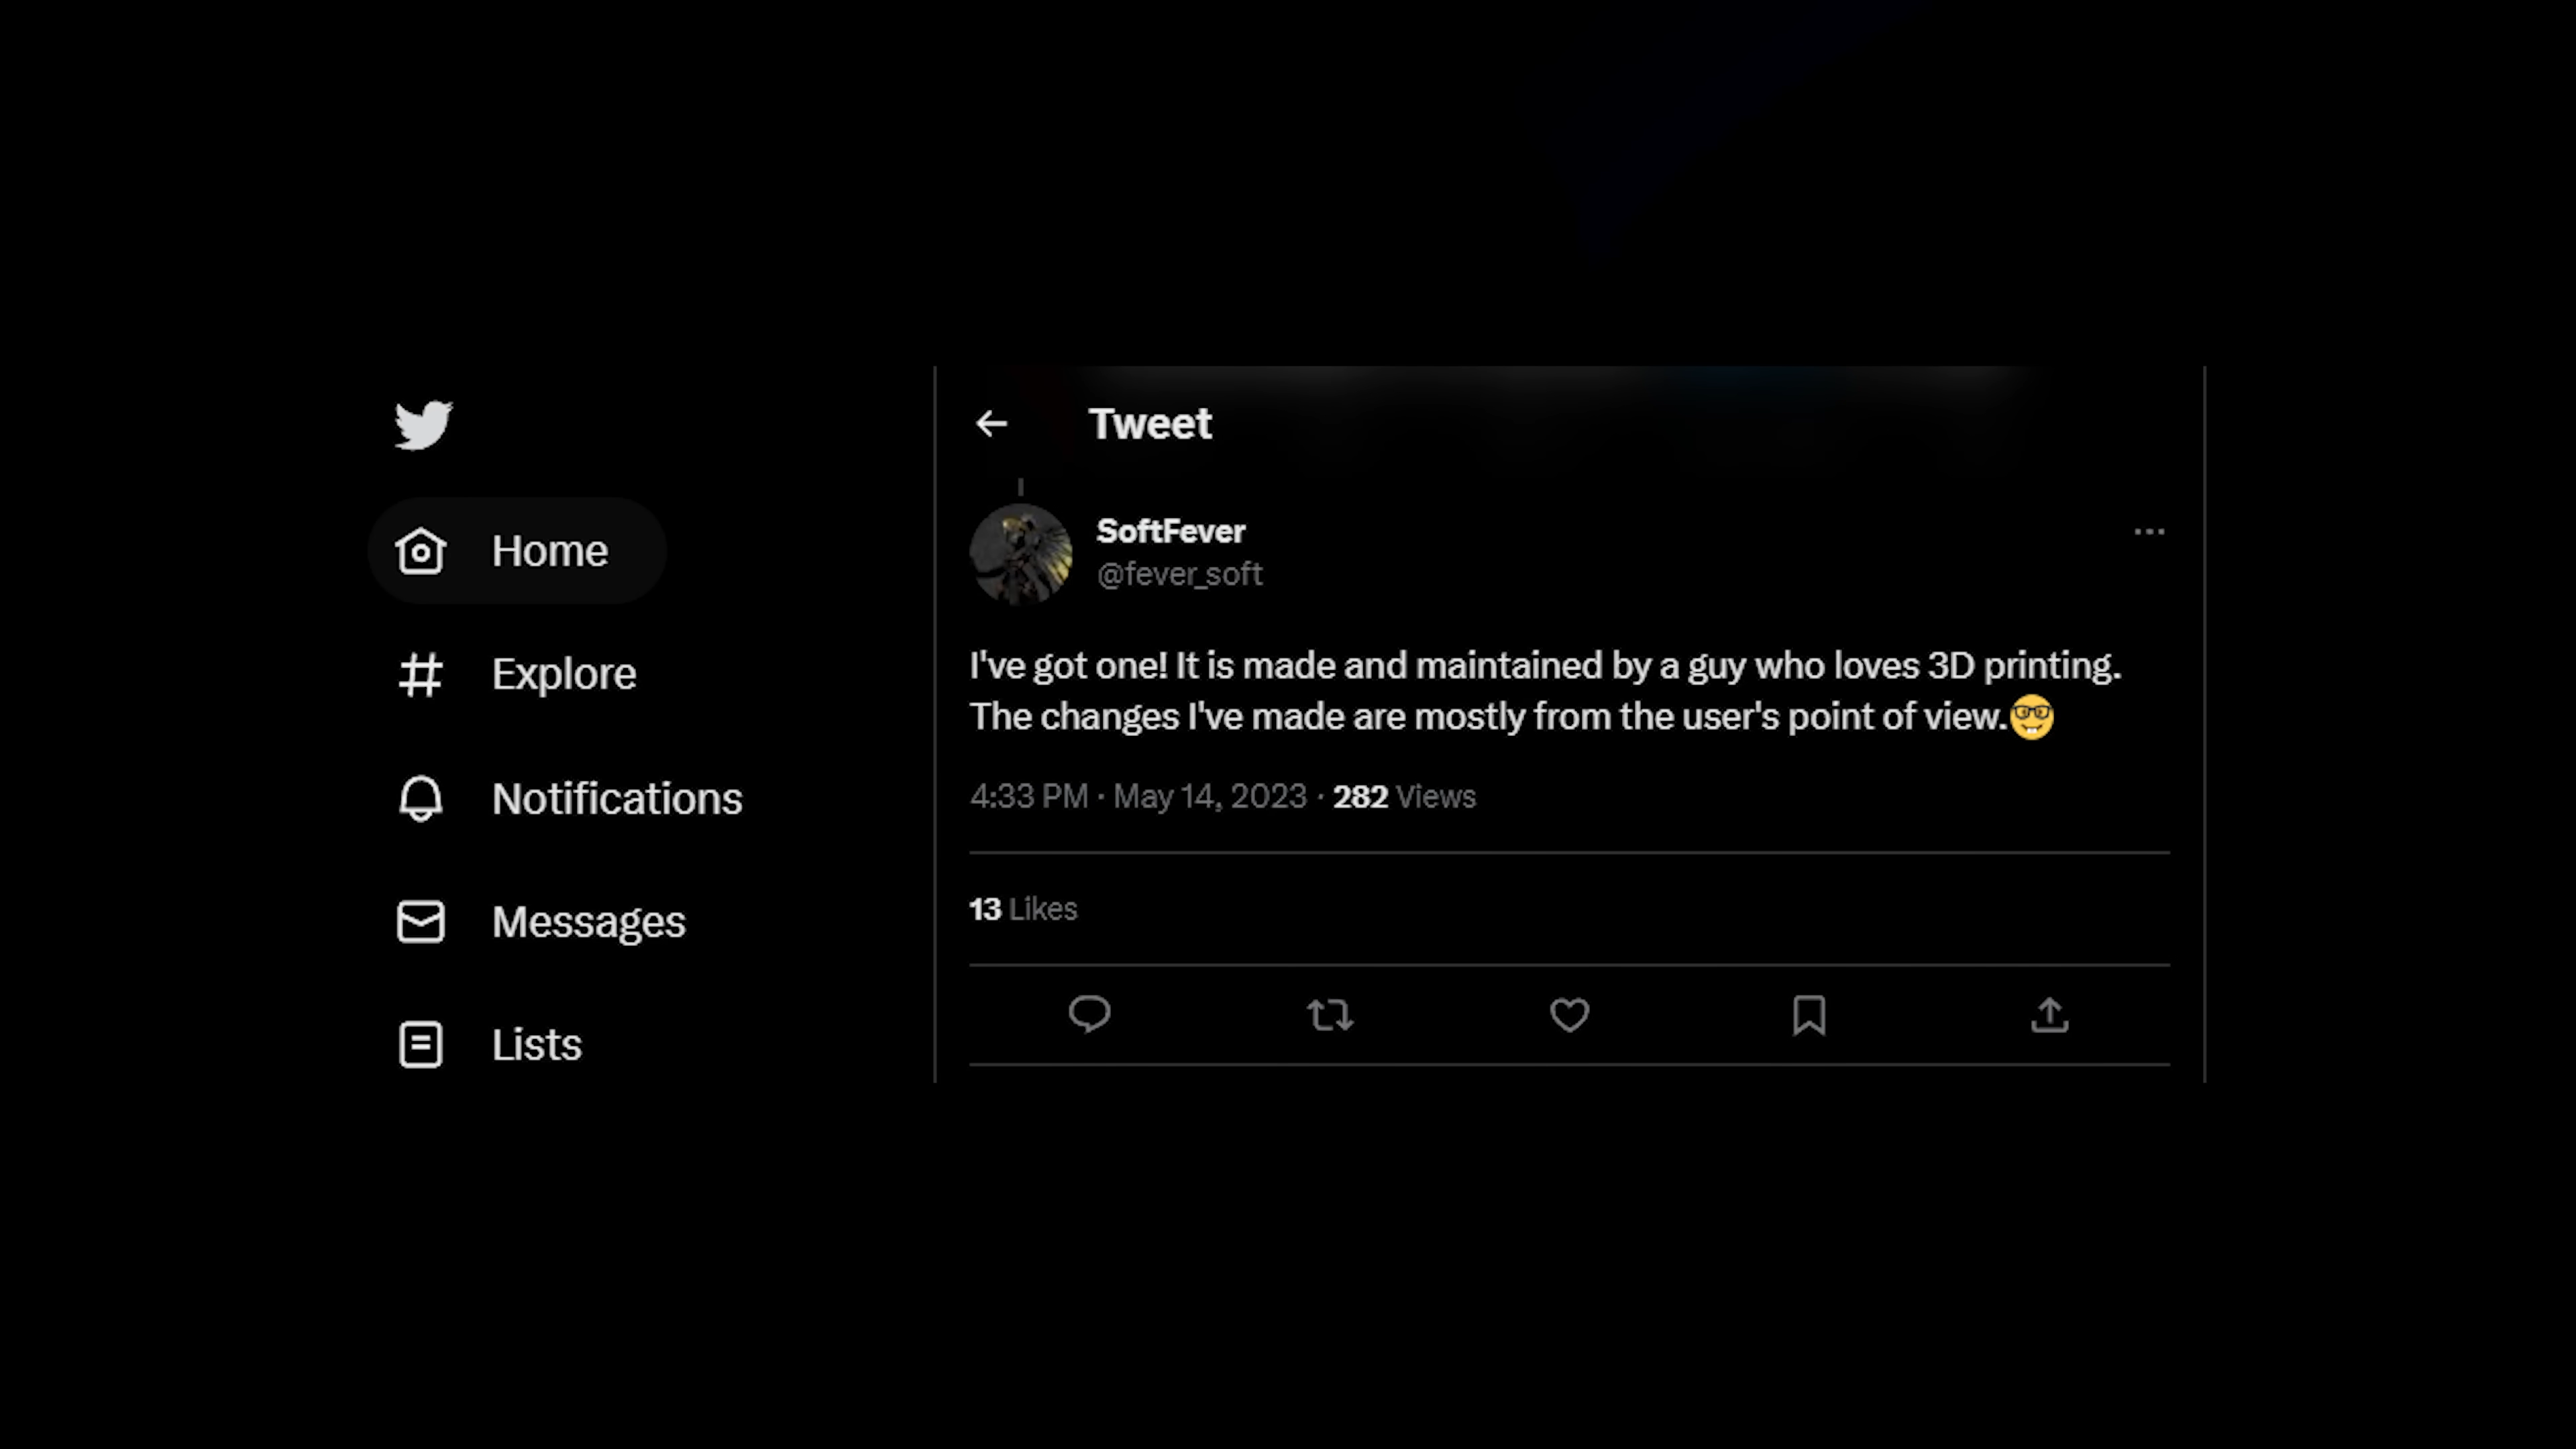 Home
Explore
Notifications
Messages
Lists
Tweet
SoftFever
@fever_soft
I've got one! It is made and maintained by a guy who loves 3D printing.
The changes I've made are mostly from the user's point of view.🤓
4:33 PM · May 14, 2023 · 282 Views
13 Likes